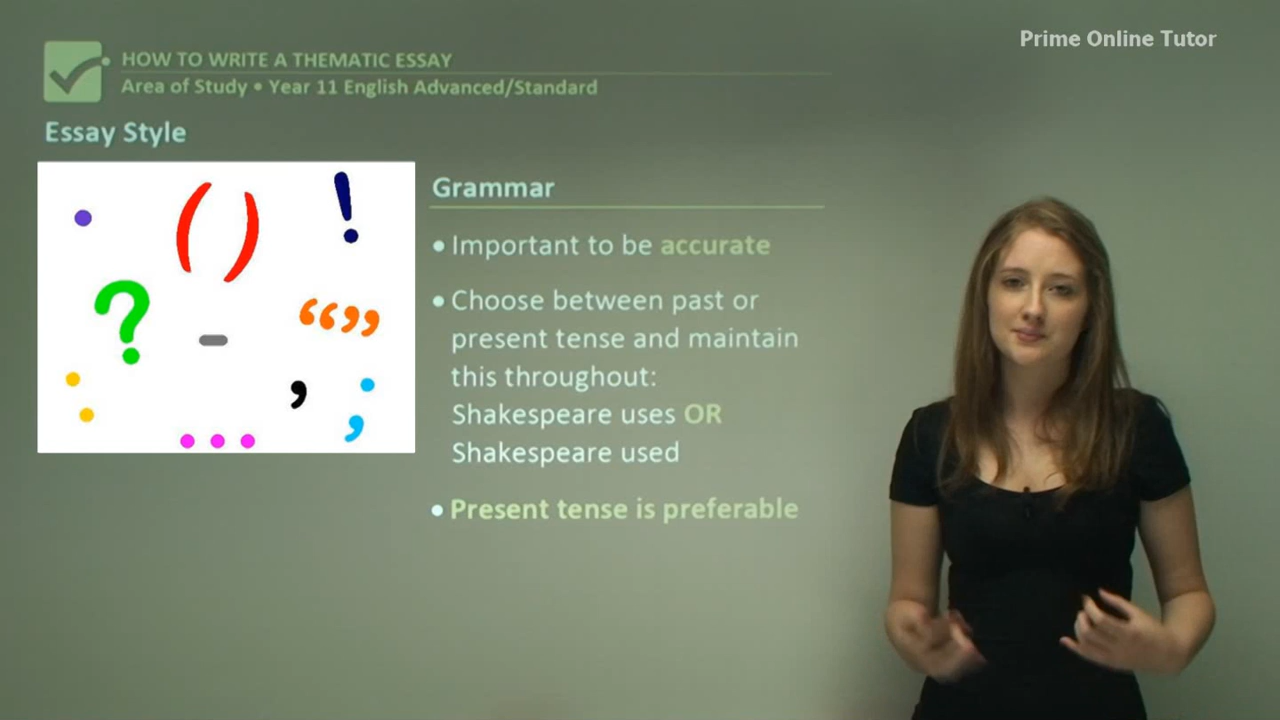 Prime Online Tutor
HOW TO WRITE A THEMATIC ESSAY
Area of Study • Year 11 English Advanced/Standard
Essay Style
. ( ) !
? - “”
: , ;
...
Grammar
• Important to be accurate
• Choose between past or
present tense and maintain
this throughout:
Shakespeare uses OR
Shakespeare used
• Present tense is preferable